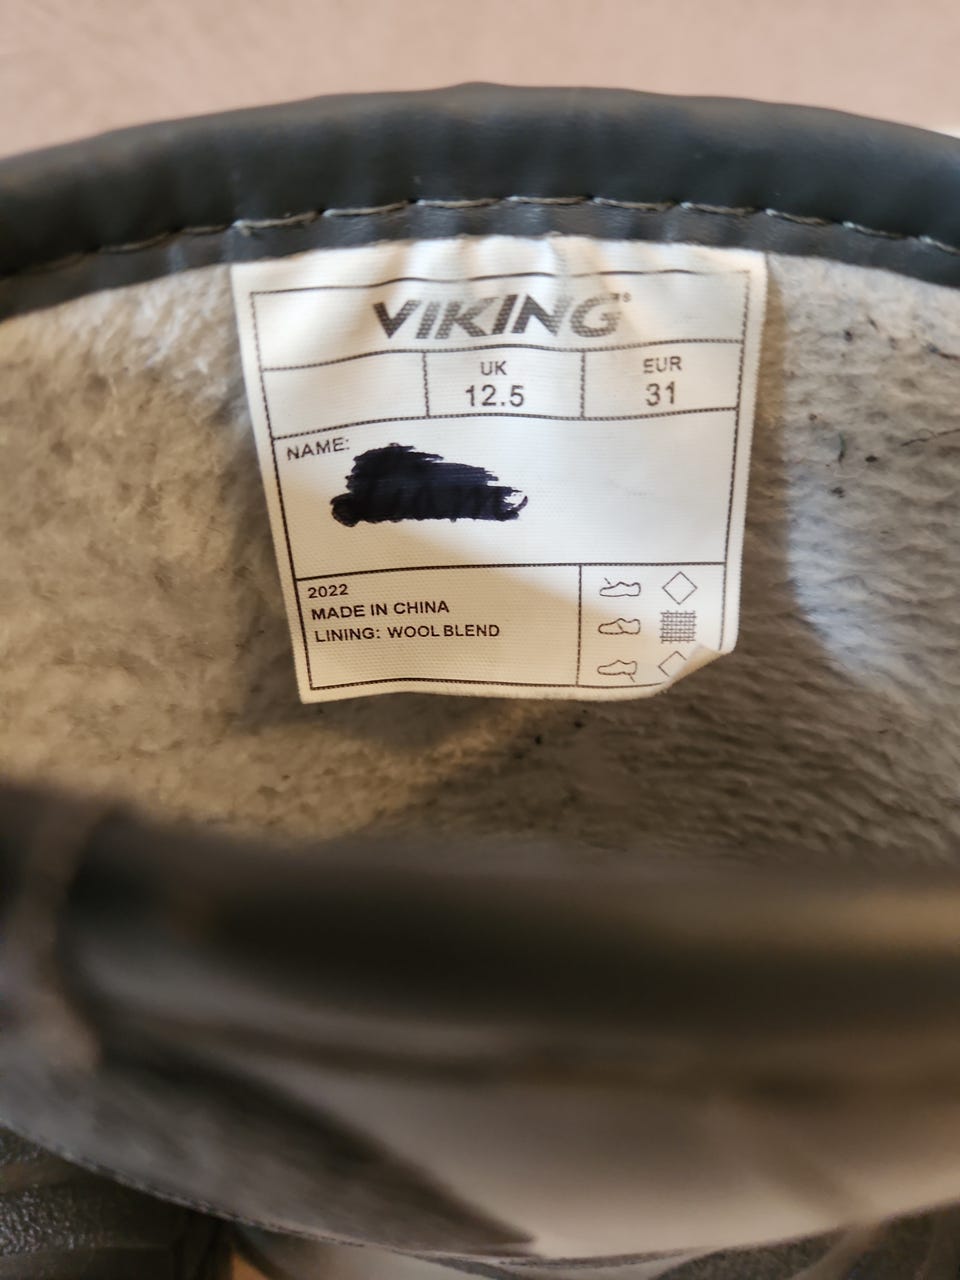 VIKING®
UK EUR
12.5 31
NAME:
2022
MADE IN CHINA
LINING: WOOL BLEND